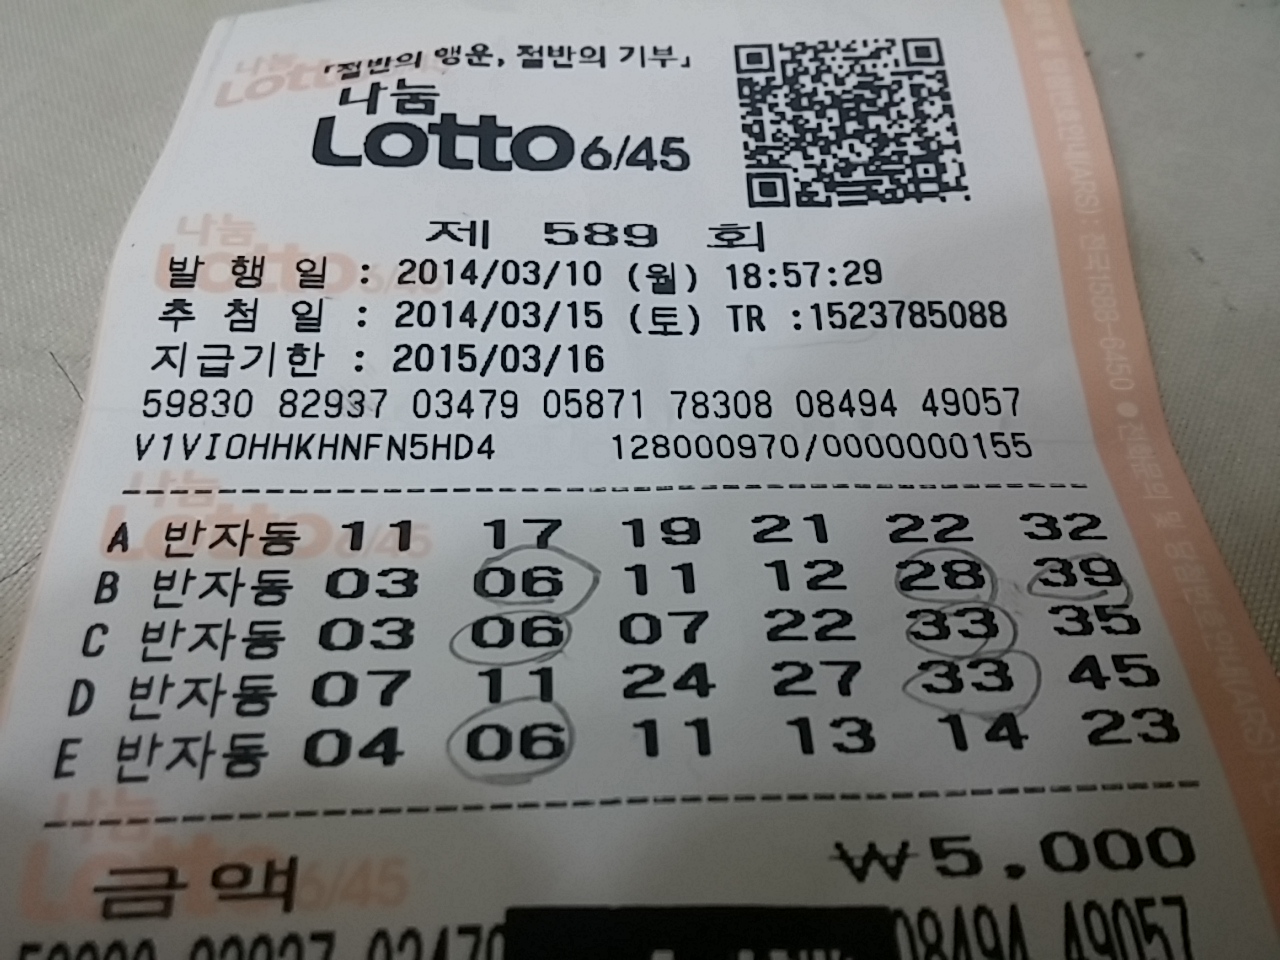 「절반의 행운, 절반의 기부」
나눔
Lotto 6/45
제 589 회
발 행 일 : 2014/03/10 (월) 18:57:29
추 첨 일 : 2014/03/15 (토) TR :1523785088
지급기한 : 2015/03/16
59830 82937 03479 05871 78308 08494 49057
V1VIOHHKHNFN5HD4 128000970/0000000155
A 반자동 11 17 19 21 22 32
B 반자동 03 06 11 12 28 39
C 반자동 03 06 07 22 33 35
D 반자동 07 11 24 27 33 45
E 반자동 04 06 11 13 14 23
금 액 ₩5,000
59830 82937 03479 08494 49057